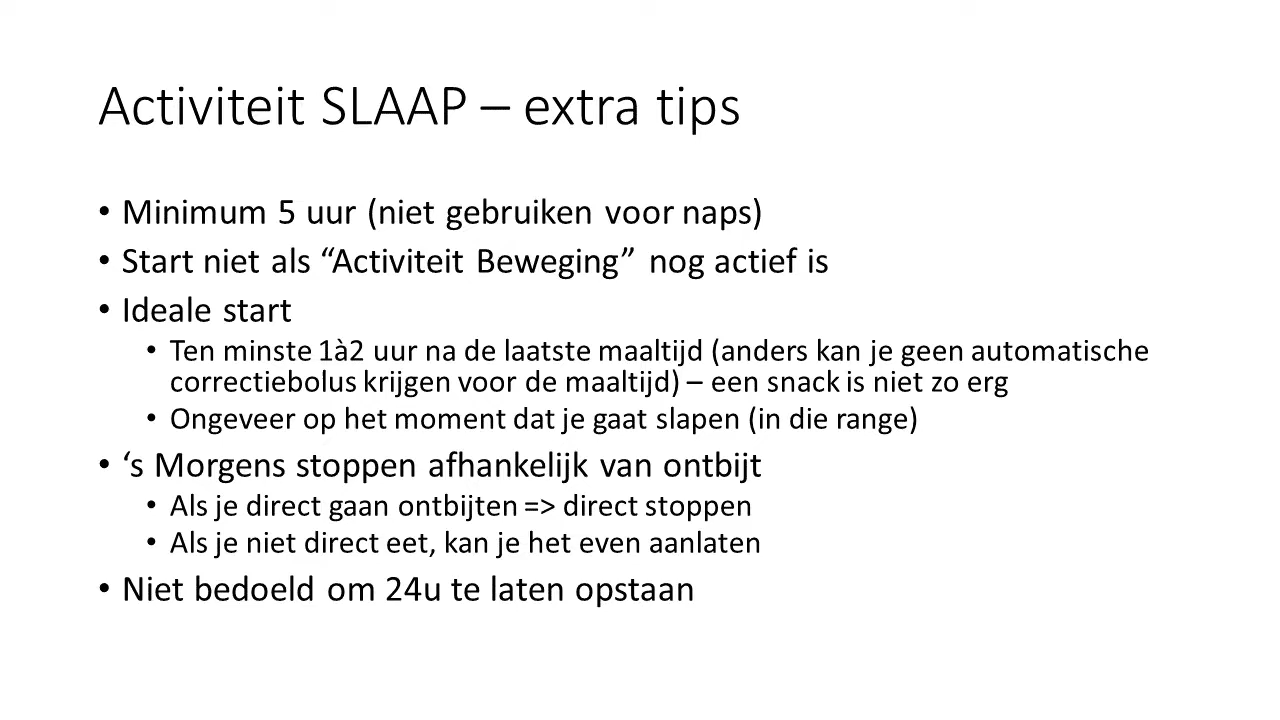 Activiteit SLAAP – extra tips
• Minimum 5 uur (niet gebruiken voor naps)
• Start niet als “Activiteit Beweging” nog actief is
• Ideale start
• Ten minste 1à2 uur na de laatste maaltijd (anders kan je geen automatische
correctiebolus krijgen voor de maaltijd) – een snack is niet zo erg
• Ongeveer op het moment dat je gaat slapen (in die range)
• ‘s Morgens stoppen afhankelijk van ontbijt
• Als je direct gaan ontbijten => direct stoppen
• Als je niet direct eet, kan je het even aanlaten
• Niet bedoeld om 24u te laten opstaan